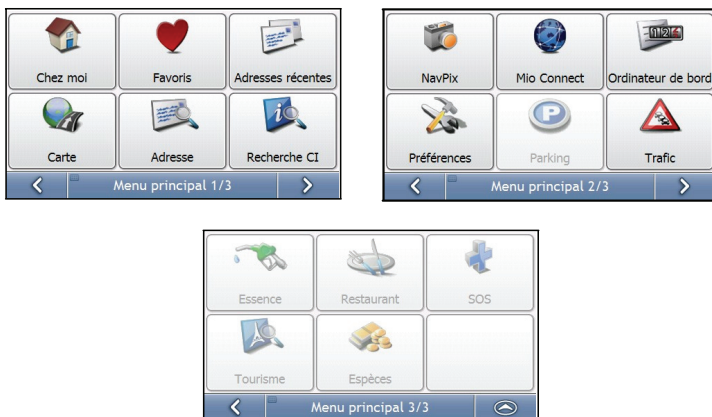 Chez moi
Favoris
Adresses récentes
Carte
Adresse
Recherche CI
Menu principal 1/3
NavPix
Mio Connect
Ordinateur de bord
Préférences
Parking
Trafic
Menu principal 2/3
Essence
Restaurant
SOS
Tourisme
Espèces
Menu principal 3/3